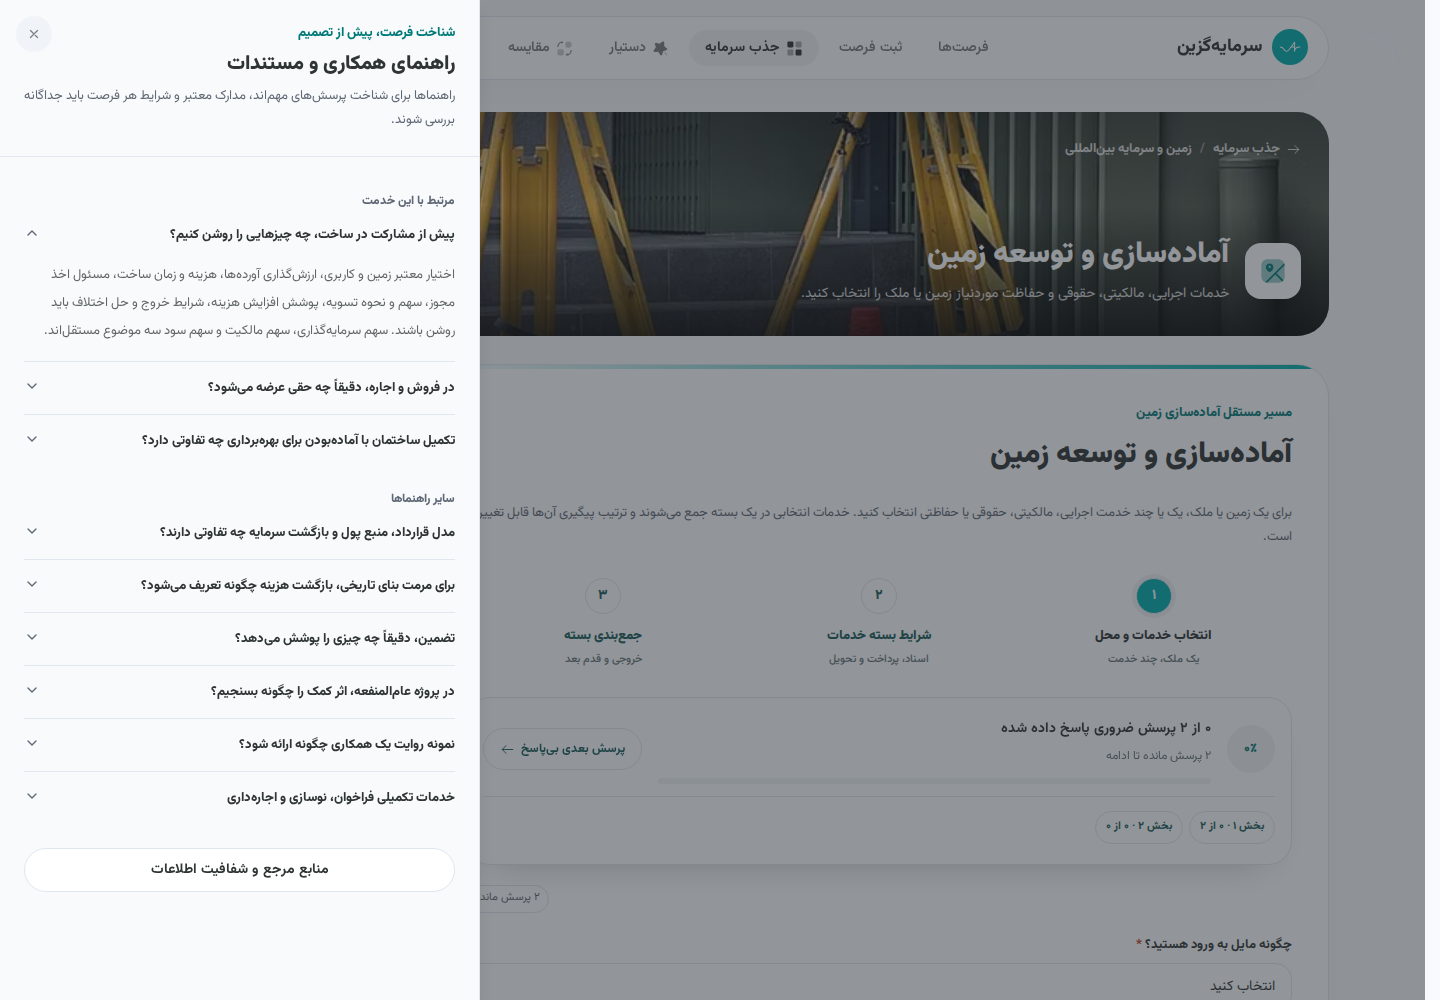 شناخت فرصت، پیش از تصمیم
راهنمای همکاری و مستندات
راهنماها برای شناخت پرسش‌های مهم‌اند، مدارک معتبر و شرایط هر فرصت باید جداگانه
بررسی شوند.
مرتبط با این خدمت
پیش از مشارکت در ساخت، چه چیزهایی را روشن کنیم؟
اختیار معتبر زمین و کاربری، ارزش‌گذاری آورده‌ها، هزینه و زمان ساخت، مسئول اخذ
مجوز، سهم و نحوه تسویه، پوشش افزایش هزینه، شرایط خروج و حل اختلاف باید
روشن باشند. سهم سرمایه‌گذاری، سهم مالکیت و سهم سود سه موضوع مستقل‌اند.
در فروش و اجاره، دقیقاً چه حقی عرضه می‌شود؟
تکمیل ساختمان با آماده‌بودن برای بهره‌برداری چه تفاوتی دارد؟
سایر راهنماها
مدل قرارداد، منبع پول و بازگشت سرمایه چه تفاوتی دارند؟
برای مرمت بنای تاریخی، بازگشت هزینه چگونه تعریف می‌شود؟
تضمین، دقیقاً چه چیزی را پوشش می‌دهد؟
در پروژه عام‌المنفعه، اثر کمک را چگونه بسنجیم؟
نمونه روایت یک همکاری چگونه ارائه شود؟
خدمات تکمیلی فراخوان، نوسازی و اجاره‌داری
منابع مرجع و شفافیت اطلاعات
سرمایه‌گزین
فرصت‌ها
ثبت فرصت
جذب سرمایه
دستیار
مقایسه
جذب سرمایه / زمین و سرمایه بین‌المللی
آماده‌سازی و توسعه زمین
خدمات اجرایی، مالکیتی، حقوقی و حفاظت موردنیاز زمین یا ملک را انتخاب کنید.
مسیر مستقل آماده‌سازی زمین
آماده‌سازی و توسعه زمین
برای یک زمین یا ملک، یک یا چند خدمت اجرایی، مالکیتی، حقوقی یا حفاظتی انتخاب کنید. خدمات انتخابی در یک بسته جمع می‌شوند و ترتیب پیگیری آن‌ها قابل تغییر
است.
۱
انتخاب خدمات و محل
یک ملک، چند خدمت
۲
شرایط بسته خدمات
اسناد، پرداخت و تحویل
۳
جمع‌بندی بسته
خروجی و قدم بعد
۰٪
۰ از ۲ پرسش ضروری پاسخ داده شده
۲ پرسش مانده تا ادامه
پرسش بعدی بی‌پاسخ
بخش ۱ · ۰ از ۲
بخش ۲ · ۰ از ۰
۲ پرسش
چگونه مایل به ورود هستید؟ *
انتخاب کنید